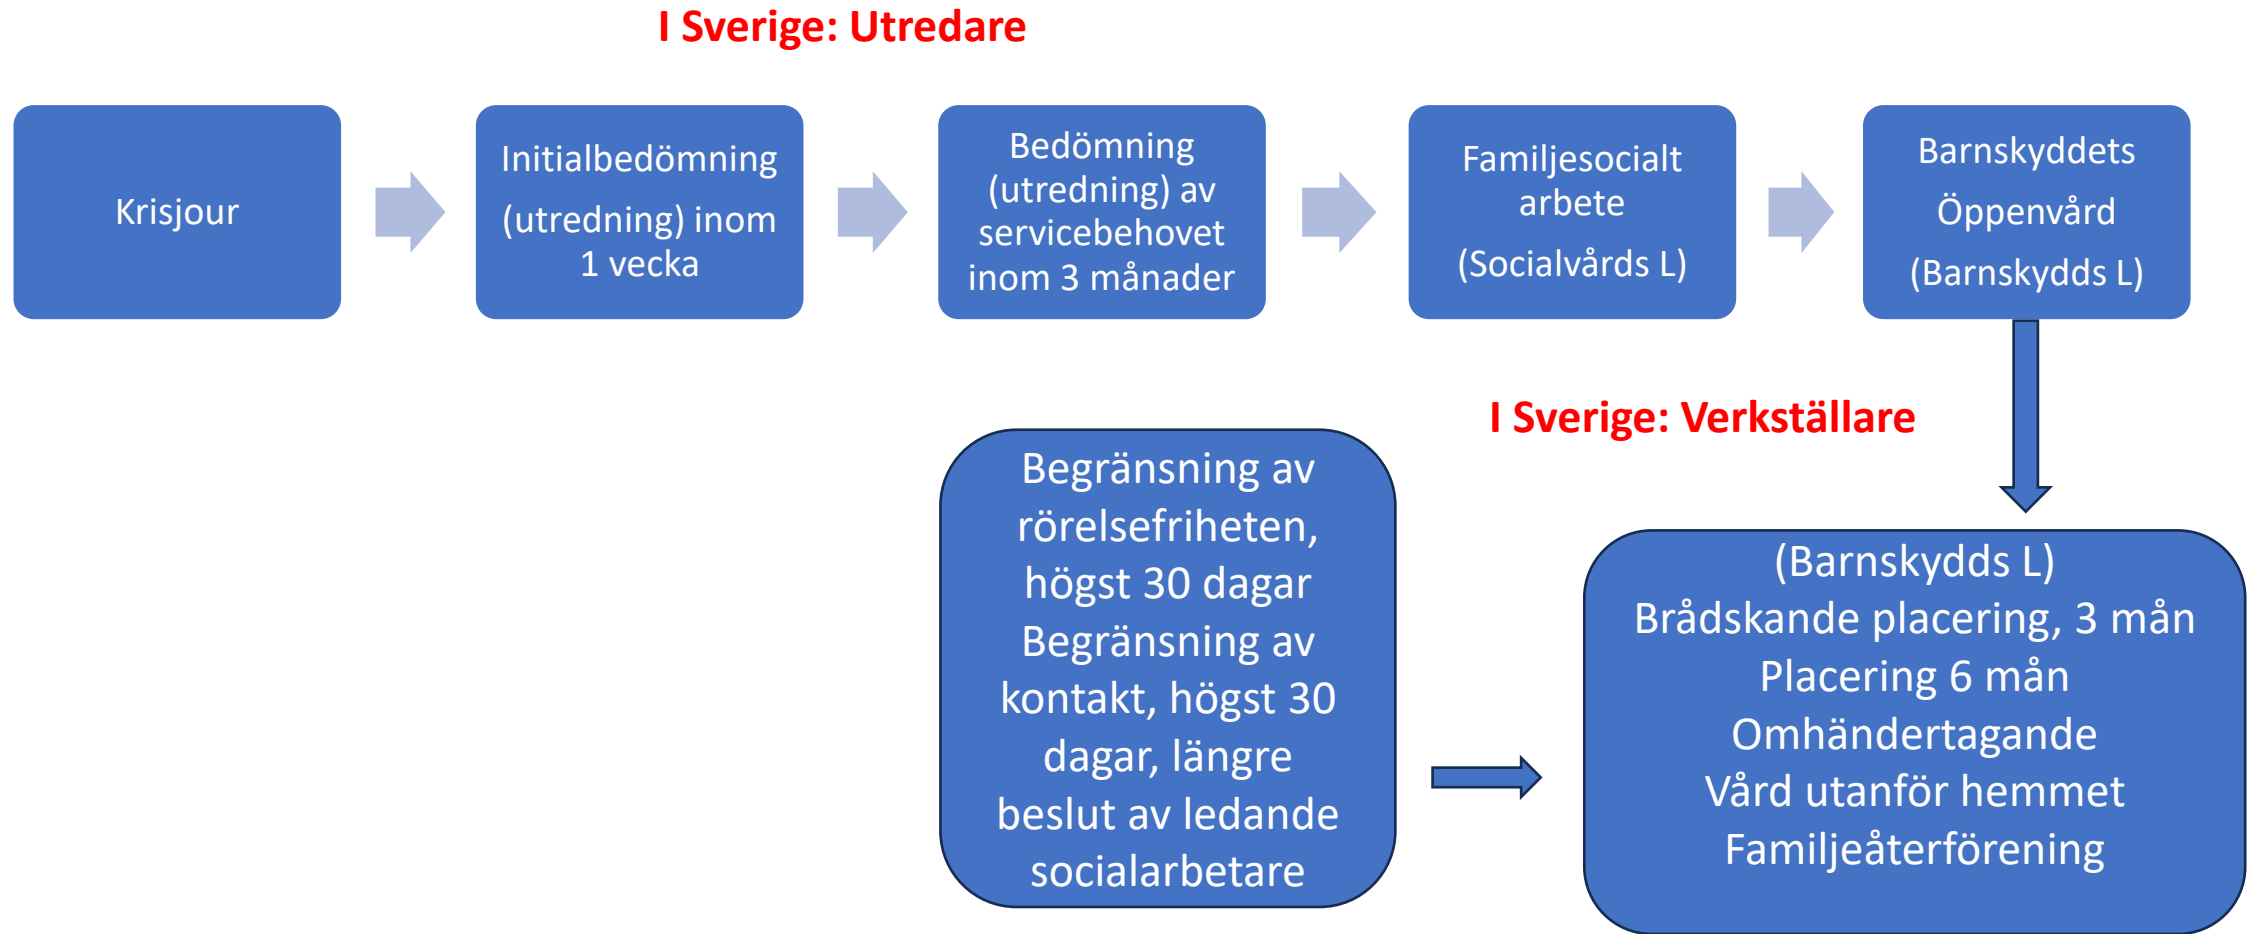 I Sverige: Utredare
Krisjour
Initialbedömning
(utredning) inom
1 vecka
Bedömning
(utredning) av
servicebehovet
inom 3 månader
Familjesocialt
arbete
(Socialvårds L)
Barnskyddets
Öppenvård
(Barnskydds L)
I Sverige: Verkställare
Begränsning av
rörelsefriheten,
högst 30 dagar
Begränsning av
kontakt, högst 30
dagar, längre
beslut av ledande
socialarbetare
(Barnskydds L)
Brådskande placering, 3 mån
Placering 6 mån
Omhändertagande
Vård utanför hemmet
Familjeåterförening